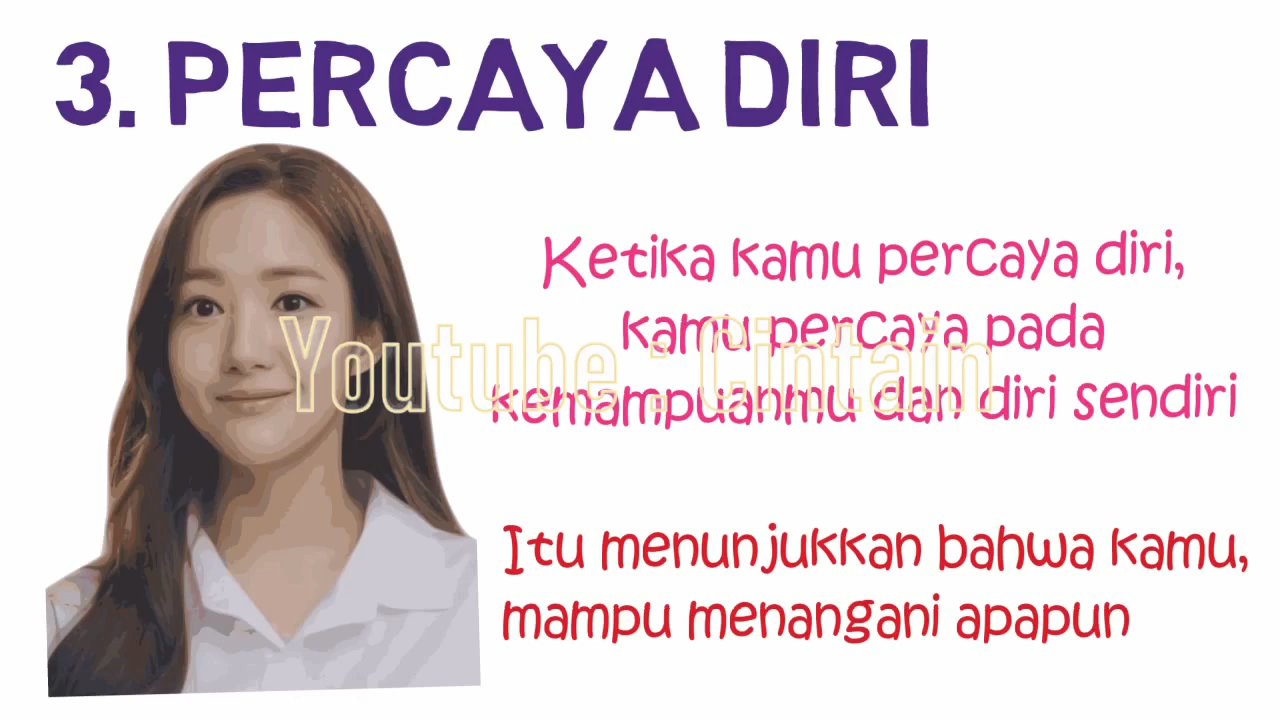 3. PERCAYA DIRI
Ketika kamu percaya diri,
kamu percaya pada
Youtube : Cintain
kemampuanmu dan diri sendiri
Itu menunjukkan bahwa kamu,
mampu menangani apapun